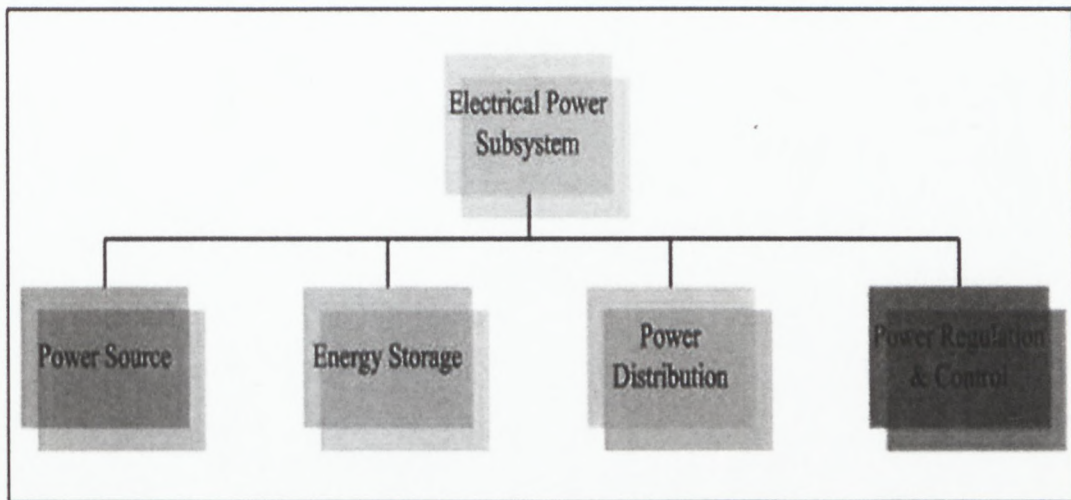 Electrical Power
Subsystem
Power Source
Energy Storage
Power
Distribution
Power Regulation
& Control